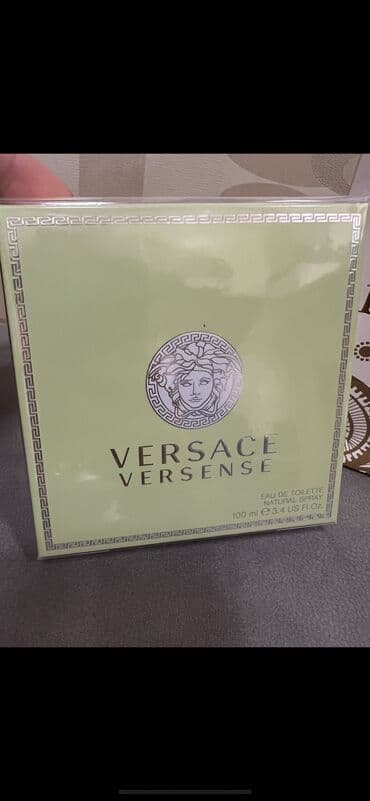 VERSACE
VERSENSE
EAU DE TOILETTE
NATURAL SPRAY
100 ml ℮ 3.4 US Fl.Oz.